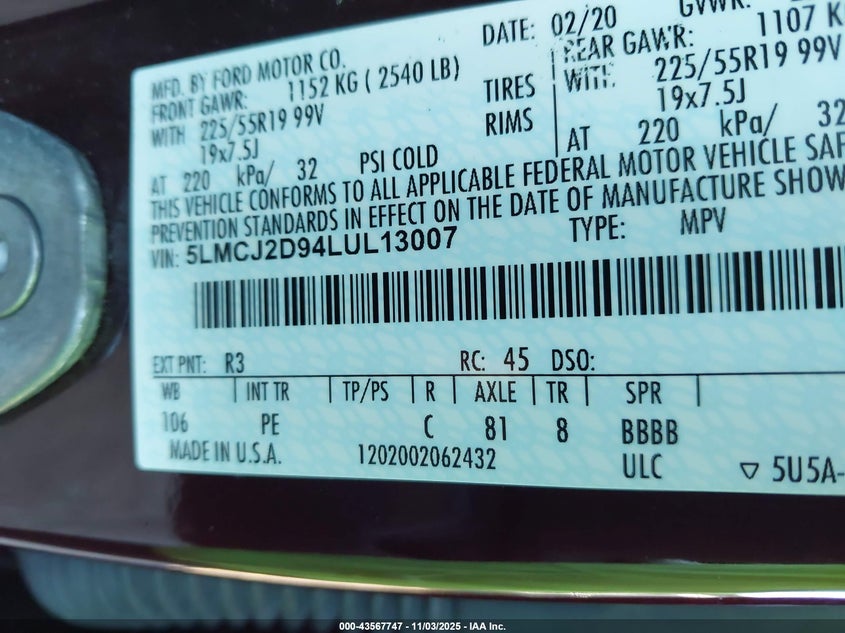 MFD. BY FORD MOTOR CO. DATE: 02/20 GVWR:
FRONT GAWR: 1152 KG ( 2540 LB) REAR GAWR: 1107 K
WITH 225/55R19 99V TIRES WITH: 225/55R19 99V
19x7.5J RIMS 19x7.5J
AT 220 kPa/ 32 PSI COLD AT 220 kPa/ 32
THIS VEHICLE CONFORMS TO ALL APPLICABLE FEDERAL MOTOR VEHICLE SAF
PREVENTION STANDARDS IN EFFECT ON THE DATE OF MANUFACTURE SHOW
VIN: 5LMCJ2D94LUL13007 TYPE: MPV
EXT PNT: R3 RC: 45 DSO:
WB INT TR TP/PS R AXLE TR SPR
106 PE C 81 8 BBBB
MADE IN U.S.A. 1202002062432 ULC ▽ 5U5A-
000-43567747 - 11/03/2025 - IAA Inc.